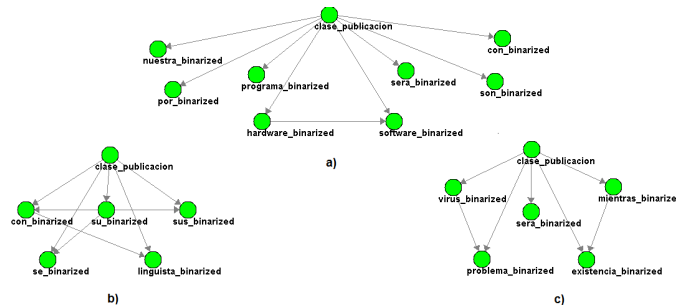 clase_publicacion
con_binarized
nuestra_binarized
programa_binarized
sera_binarized
por_binarized
son_binarized
hardware_binarized
software_binarized
a)
clase_publicacion
con_binarized
su_binarized
sus_binarized
se_binarized
linguista_binarized
b)
clase_publicacion
virus_binarized
mientras_binarize
sera_binarized
problema_binarized
existencia_binarized
c)